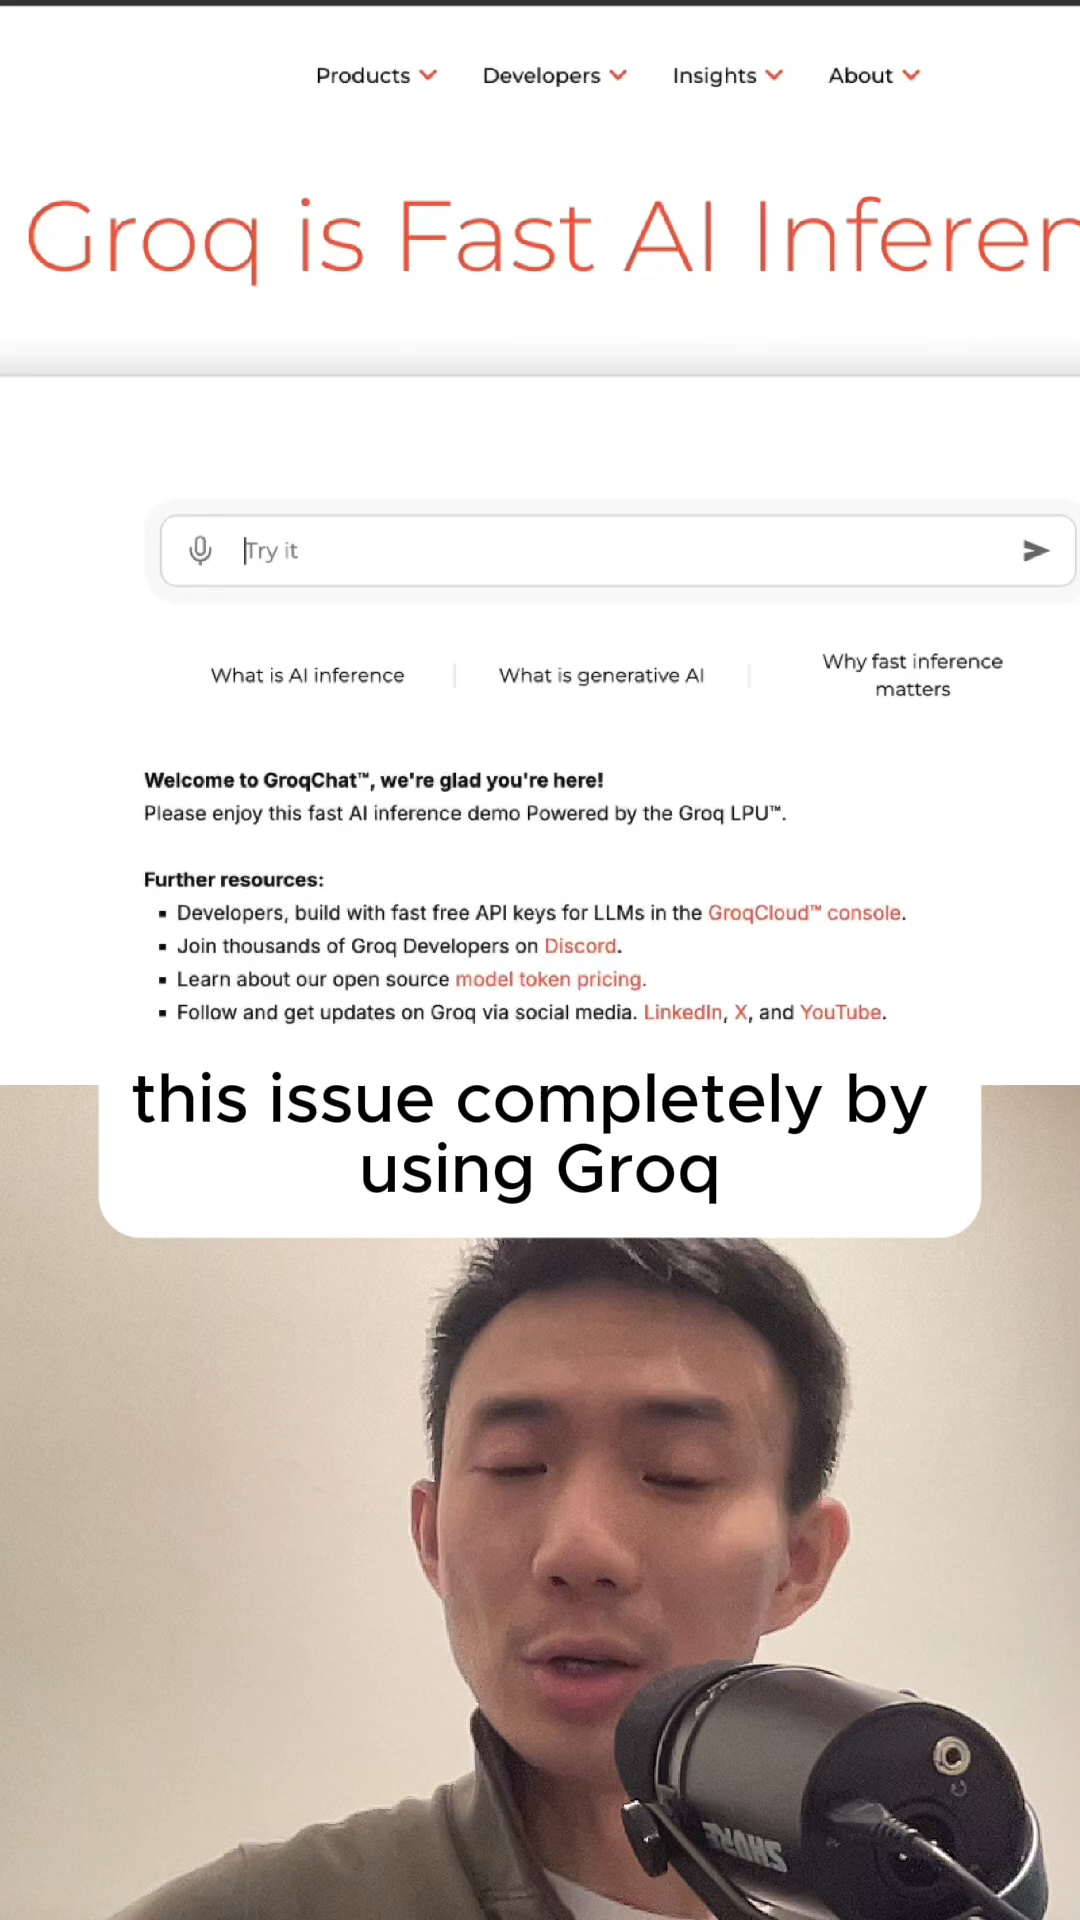 Products
Developers
Insights
About
Groq is Fast AI Inferen
Try it
What is AI inference
What is generative AI
Why fast inference
matters
Welcome to GroqChat™, we're glad you're here!
Please enjoy this fast AI inference demo Powered by the Groq LPU™.
Further resources:
▪ Developers, build with fast free API keys for LLMs in the GroqCloud™ console.
▪ Join thousands of Groq Developers on Discord.
▪ Learn about our open source model token pricing.
▪ Follow and get updates on Groq via social media. LinkedIn, X, and YouTube.
this issue completely by
using Groq
SHURE